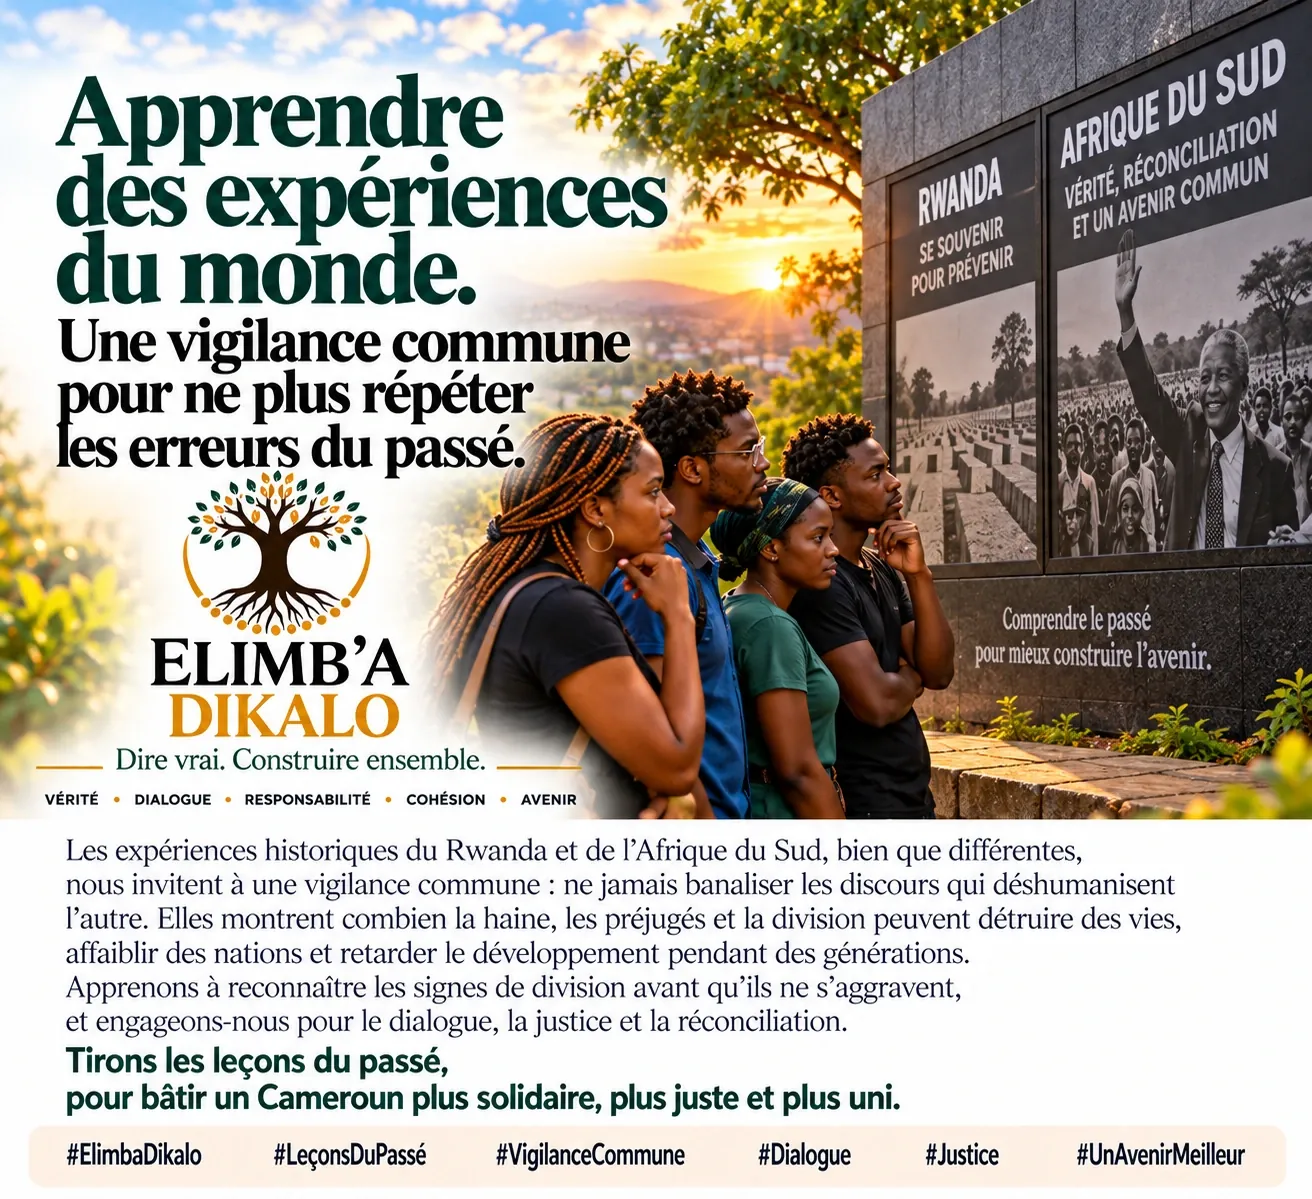 Apprendre
des expériences
du monde.
Une vigilance commune
pour ne plus répéter
les erreurs du passé.
ELIMB'A
DIKALO
Dire vrai. Construire ensemble.
VÉRITÉ • DIALOGUE • RESPONSABILITÉ • COHÉSION • AVENIR
RWANDA
SE SOUVENIR
POUR PRÉVENIR
AFRIQUE DU SUD
VÉRITÉ, RÉCONCILIATION
ET UN AVENIR COMMUN
Comprendre le passé
pour mieux construire l'avenir.
Les expériences historiques du Rwanda et de l'Afrique du Sud, bien que différentes,
nous invitent à une vigilance commune : ne jamais banaliser les discours qui déshumanisent
l'autre. Elles montrent combien la haine, les préjugés et la division peuvent détruire des vies,
affaiblir des nations et retarder le développement pendant des générations.
Apprenons à reconnaître les signes de division avant qu'ils ne s'aggravent,
et engageons-nous pour le dialogue, la justice et la réconciliation.
Tirons les leçons du passé,
pour bâtir un Cameroun plus solidaire, plus juste et plus uni.
#ElimbaDikalo #LeçonsDuPassé #VigilanceCommune #Dialogue #Justice #UnAvenirMeilleur